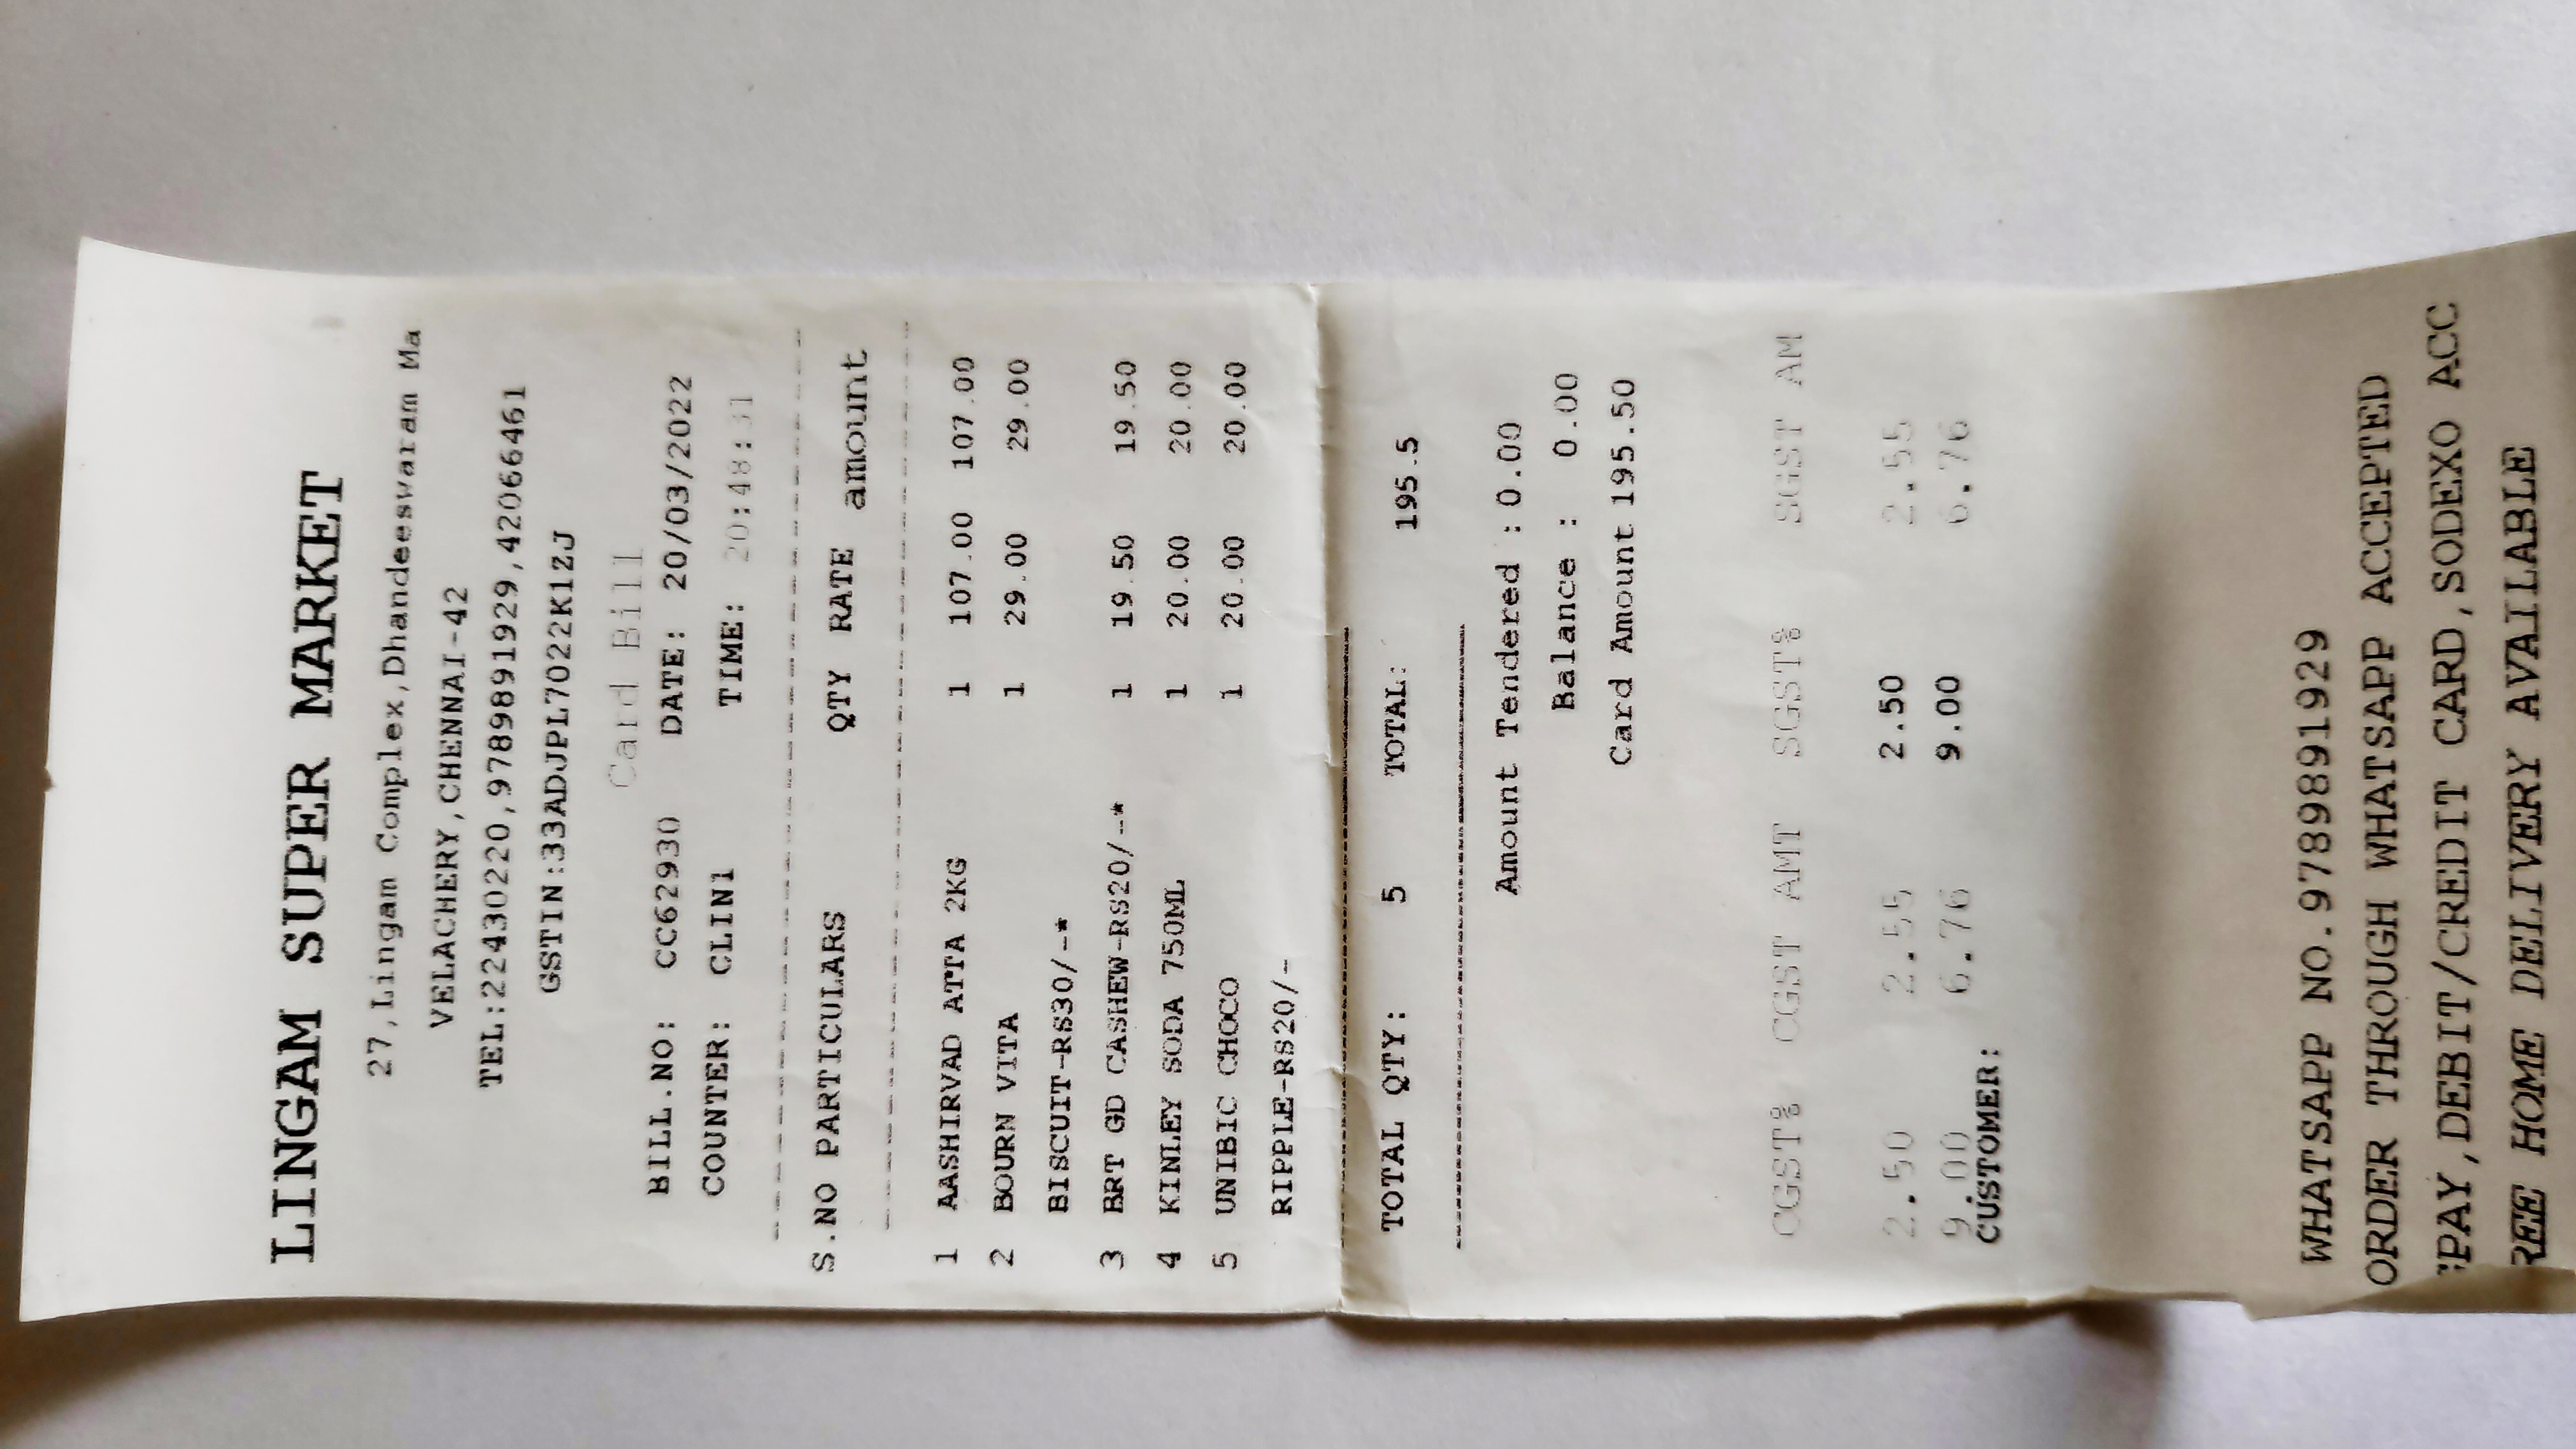 LINGAM SUPER MARKET
27,Lingam Complex,Dhandeeswaram Ma
VELACHERY,CHENNAI-42
TEL:22430220,9789891929,42066461
GSTIN:33ADJPL7022K1ZJ
Card Bill
BILL.NO: CC62930 DATE: 20/03/2022
COUNTER: CLIN1 TIME: 20:48:31
S.NO PARTICULARS QTY RATE amount
1 AASHIRVAD ATTA 2KG 1 107.00 107.00
2 BOURN VITA 1 29.00 29.00
BISCUIT-RS30/-*
3 BRT GD CASHEW-RS20/-* 1 19.50 19.50
4 KINLEY SODA 750ML 1 20.00 20.00
5 UNIBIC CHOCO 1 20.00 20.00
RIPPLE-RS20/-
TOTAL QTY: 5 TOTAL: 195.5
Amount Tendered : 0.00
Balance : 0.00
Card Amount 195.50
CGST% CGST AMT SGST% SGST AM
2.50 2.55 2.50 2.55
9.00 6.76 9.00 6.76
CUSTOMER:
WHATSAPP NO.9789891929
ORDER THROUGH WHATSAPP ACCEPTED
PAY,DEBIT/CREDIT CARD,SODEXO ACC
REE HOME DELIVERY AVAILABLE